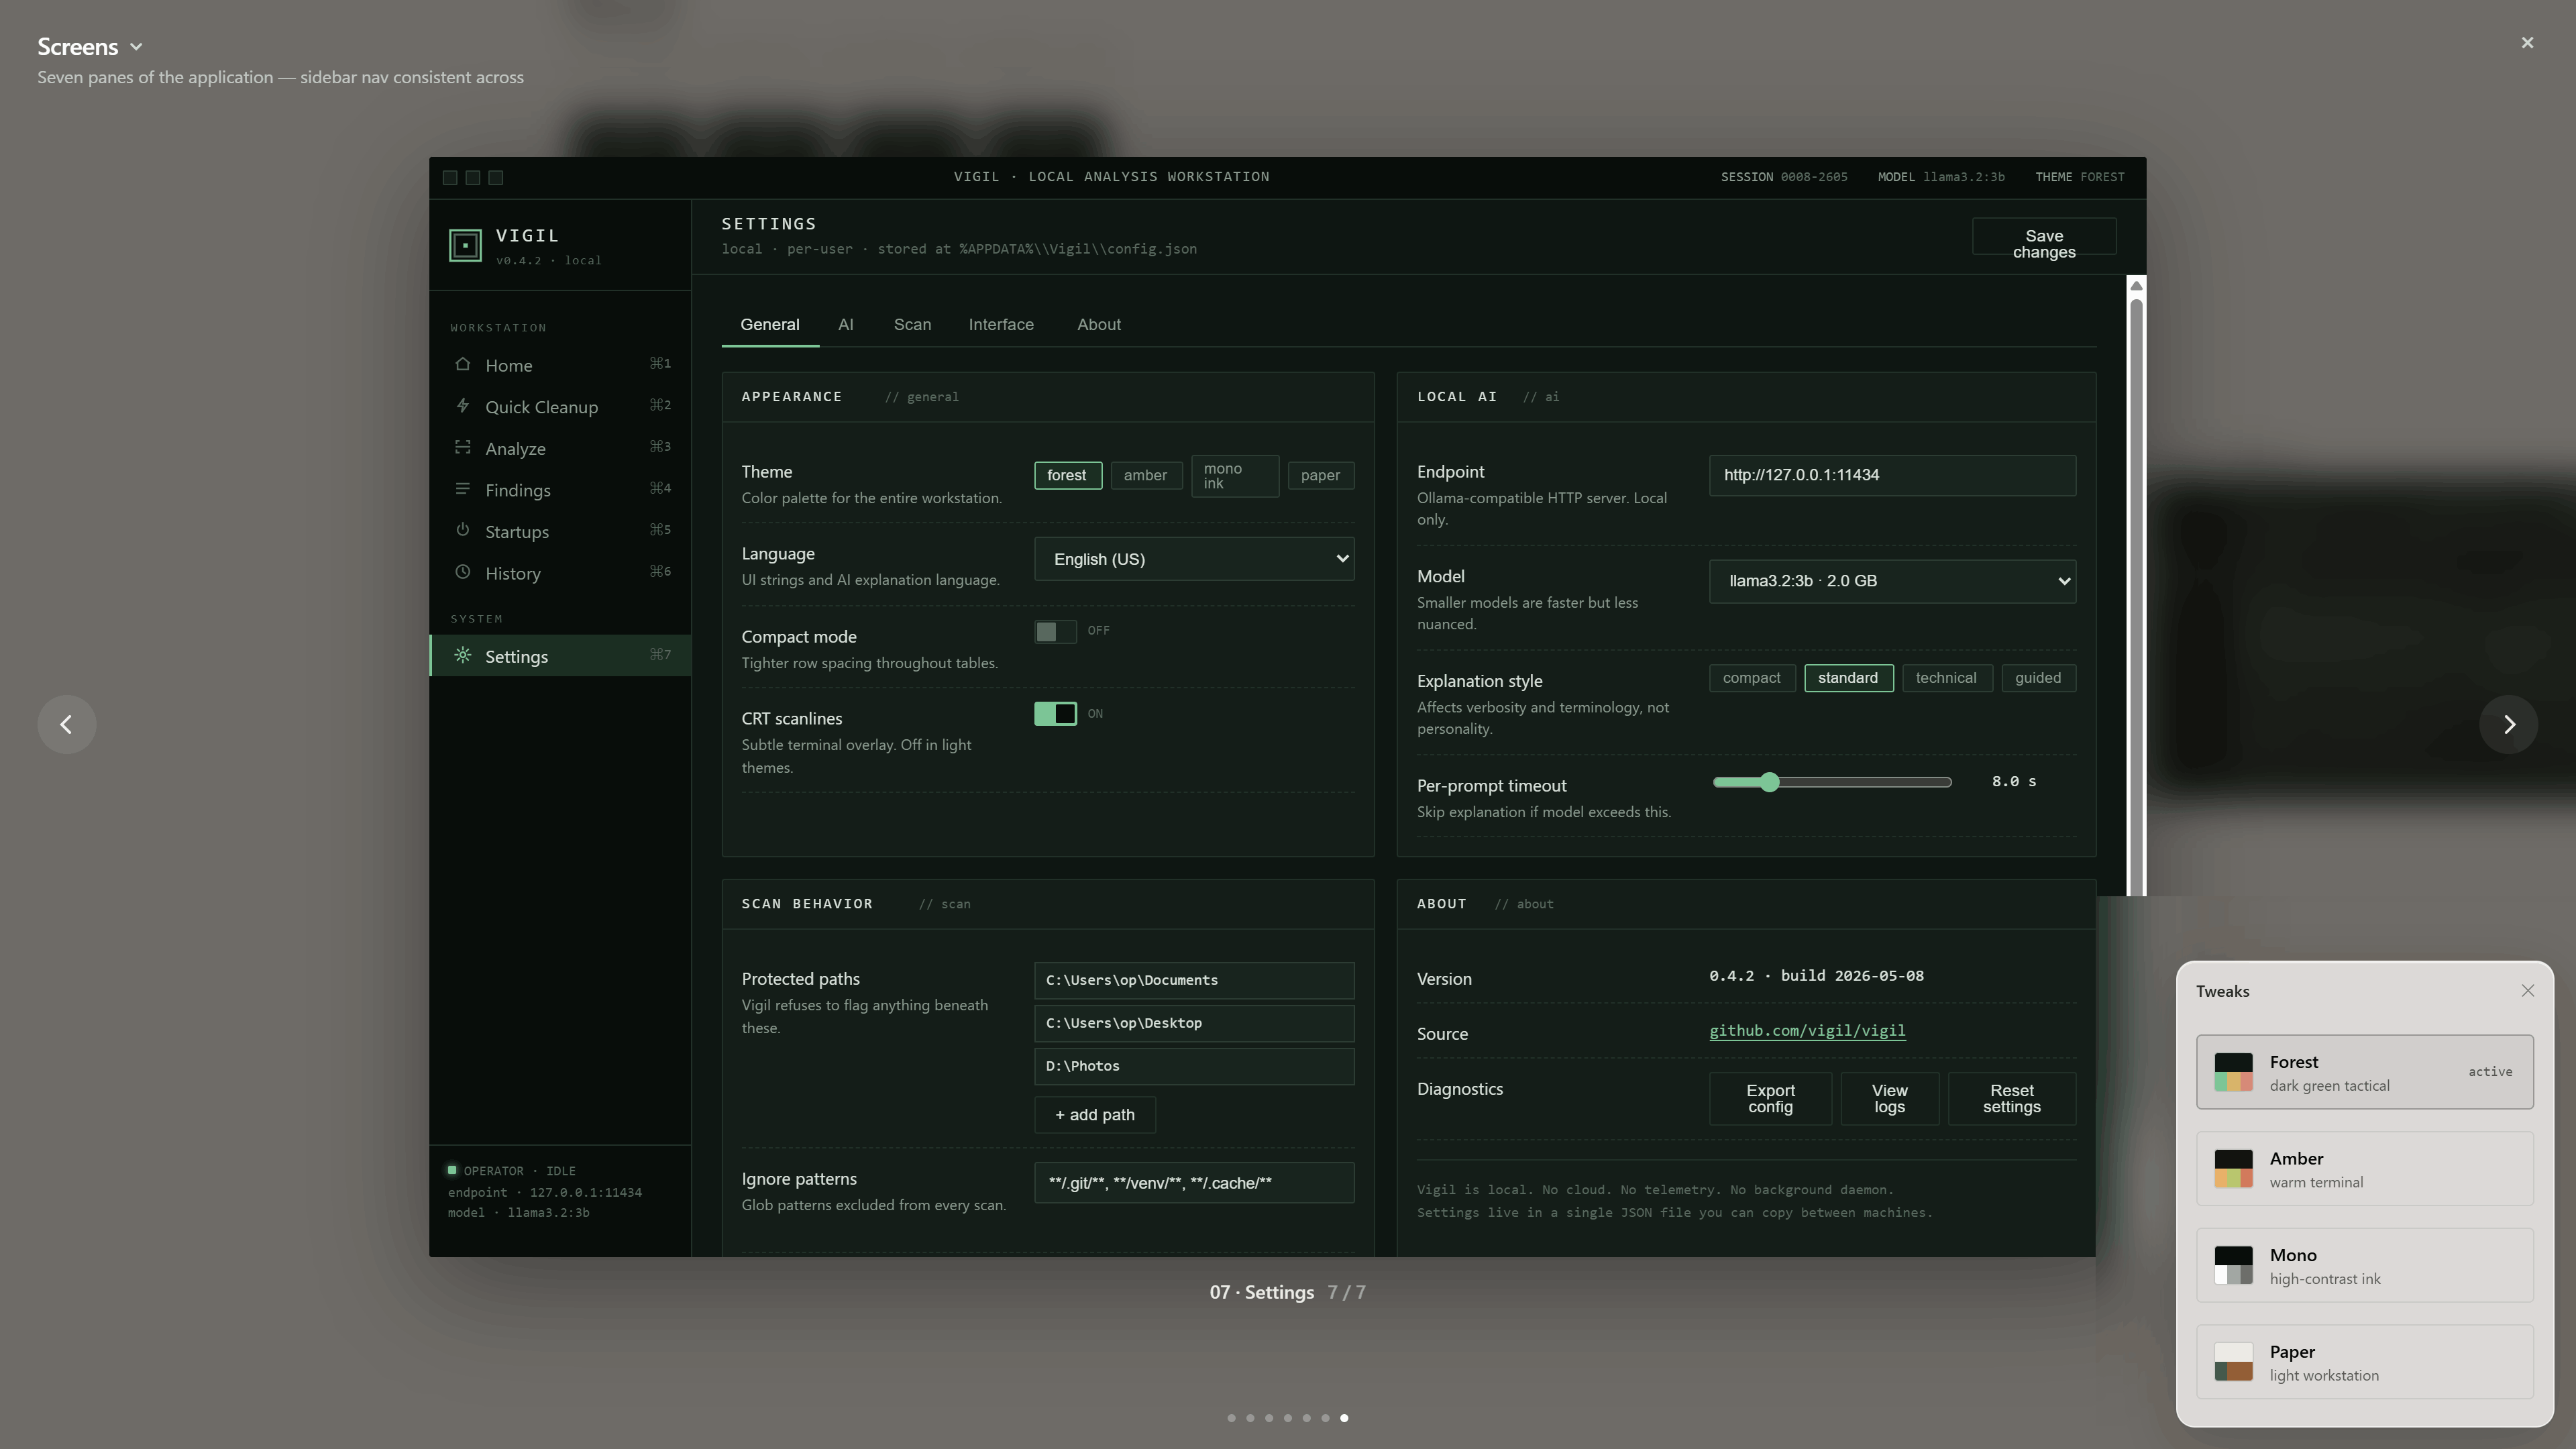 Screens
Seven panes of the application — sidebar nav consistent across
VIGIL · LOCAL ANALYSIS WORKSTATION
SESSION 0008-2605
MODEL llama3.2:3b
THEME FOREST
VIGIL
v0.4.2 · local
WORKSTATION
Home ⌘1
Quick Cleanup ⌘2
Analyze ⌘3
Findings ⌘4
Startups ⌘5
History ⌘6
SYSTEM
Settings ⌘7
OPERATOR · IDLE
endpoint · 127.0.0.1:11434
model · llama3.2:3b
SETTINGS
local · per-user · stored at %APPDATA%\\Vigil\\config.json
Save
changes
General AI Scan Interface About
APPEARANCE // general
Theme
Color palette for the entire workstation.
forest
amber
mono
ink
paper
Language
UI strings and AI explanation language.
English (US)
Compact mode
Tighter row spacing throughout tables.
OFF
CRT scanlines
Subtle terminal overlay. Off in light
themes.
ON
LOCAL AI // ai
Endpoint
Ollama-compatible HTTP server. Local
only.
http://127.0.0.1:11434
Model
Smaller models are faster but less
nuanced.
llama3.2:3b · 2.0 GB
Explanation style
Affects verbosity and terminology, not
personality.
compact
standard
technical
guided
Per-prompt timeout
Skip explanation if model exceeds this.
8.0 s
SCAN BEHAVIOR // scan
Protected paths
Vigil refuses to flag anything beneath
these.
C:\Users\op\Documents
C:\Users\op\Desktop
D:\Photos
+ add path
Ignore patterns
Glob patterns excluded from every scan.
**/.git/**, **/venv/**, **/.cache/**
ABOUT // about
Version
0.4.2 · build 2026-05-08
Source
github.com/vigil/vigil
Diagnostics
Export
config
View
logs
Reset
settings
Vigil is local. No cloud. No telemetry. No background daemon.
Settings live in a single JSON file you can copy between machines.
07 · Settings 7 / 7
Tweaks
Forest
dark green tactical
active
Amber
warm terminal
Mono
high-contrast ink
Paper
light workstation